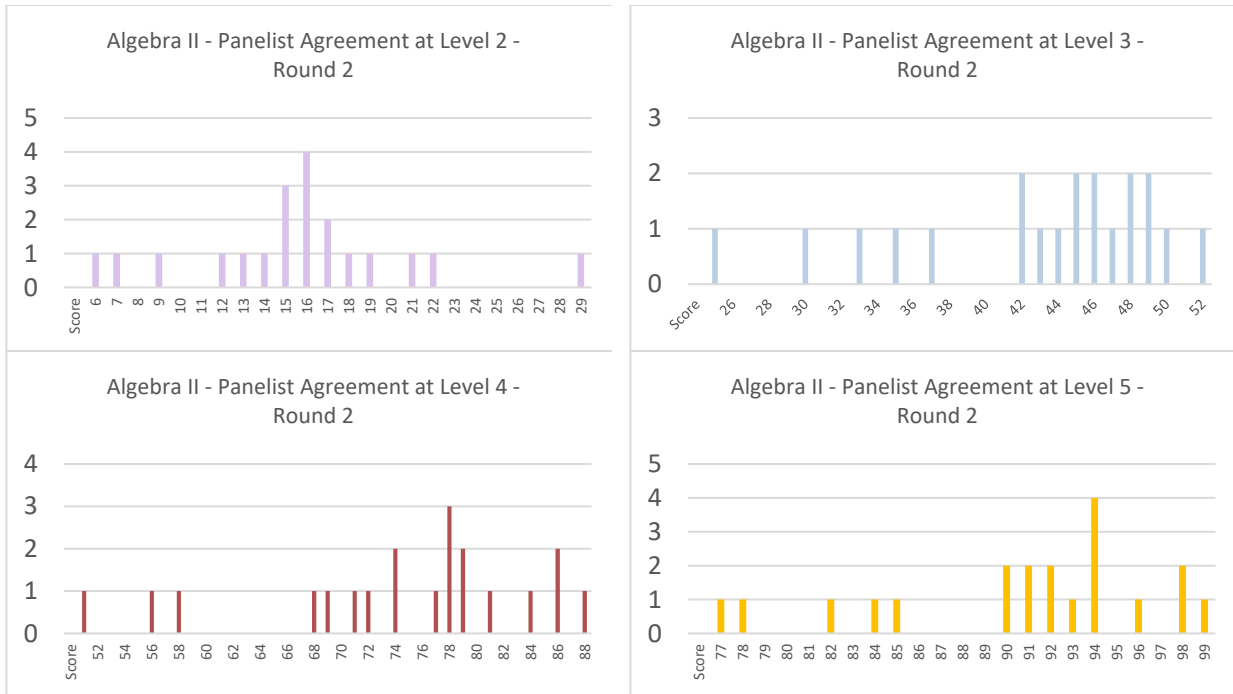 Algebra II - Panelist Agreement at Level 2 -
Round 2
5
4
3
2
1
0
Score 6 7 8 9 10 11 12 13 14 15 16 17 18 19 20 21 22 23 24 25 26 27 28 29
Algebra II - Panelist Agreement at Level 3 -
Round 2
3
2
1
0
Score 26 28 30 32 34 36 38 40 42 44 46 48 50 52
Algebra II - Panelist Agreement at Level 4 -
Round 2
4
3
2
1
0
Score 52 54 56 58 60 62 64 66 68 70 72 74 76 78 80 82 84 86 88
Algebra II - Panelist Agreement at Level 5 -
Round 2
5
4
3
2
1
0
Score 77 78 79 80 81 82 83 84 85 86 87 88 89 90 91 92 93 94 95 96 97 98 99